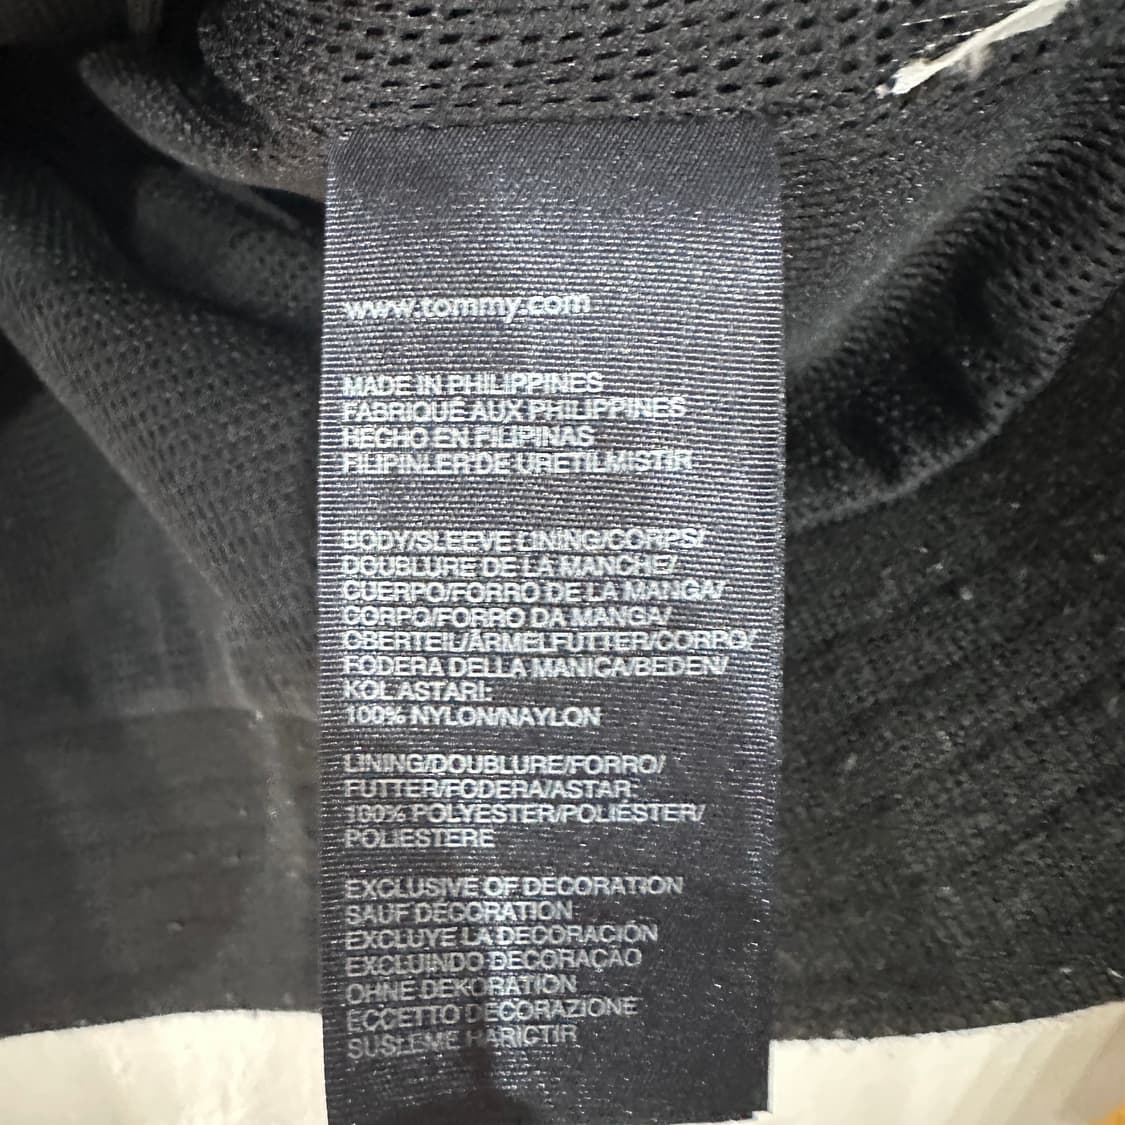 www.tommy.com
MADE IN PHILIPPINES
FABRIQUÉ AUX PHILIPPINES
HECHO EN FILIPINAS
FILIPINLER'DE URETILMISTIR
BODY/SLEEVE LINING/CORPS/
DOUBLURE DE LA MANCHE/
CUERPO/FORRO DE LA MANGA/
CORPO/FORRO DA MANGA/
OBERTEIL/ÄRMELFUTTER/CORPO/
FODERA DELLA MANICA/BEDEN/
KOL ASTARI:
100% NYLON/NAYLON
LINING/DOUBLURE/FORRO/
FUTTER/FODERA/ASTAR:
100% POLYESTER/POLIÉSTER/
POLIESTERE
EXCLUSIVE OF DECORATION
SAUF DÉCORATION
EXCLUYE LA DECORACIÓN
EXCLUINDO DECORAÇAO
OHNE DEKORATION
ECCETTO DECORAZIONE
SUSLEME HARICTIR